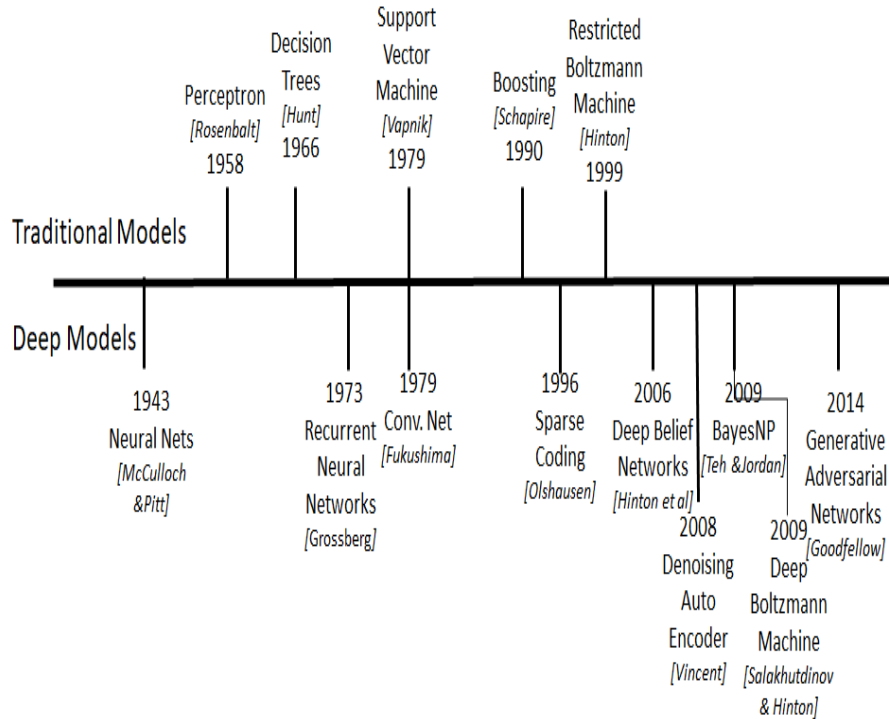 Perceptron
[Rosenbalt]
1958
Decision
Trees
[Hunt]
1966
Support
Vector
Machine
[Vapnik]
1979
Boosting
[Schapire]
1990
Restricted
Boltzmann
Machine
[Hinton]
1999
Traditional Models
Deep Models
1943
Neural Nets
[McCulloch
&Pitt]
1973
Recurrent
Neural
Networks
[Grossberg]
1979
Conv. Net
[Fukushima]
1996
Sparse
Coding
[Olshausen]
2006
Deep Belief
Networks
[Hinton et al]
2008
Denoising
Auto
Encoder
[Vincent]
2009
BayesNP
[Teh &Jordan]
2009
Deep
Boltzmann
Machine
[Salakhutdinov
& Hinton]
2014
Generative
Adversarial
Networks
[Goodfellow]